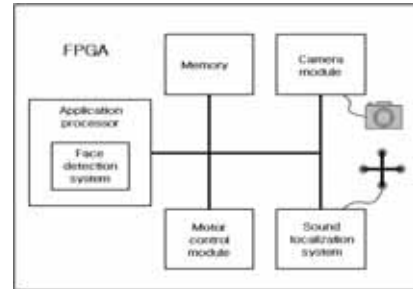 FPGA
Memory
Camera
module
Application
processor
Face
detection
system
Motor
control
module
Sound
localization
system